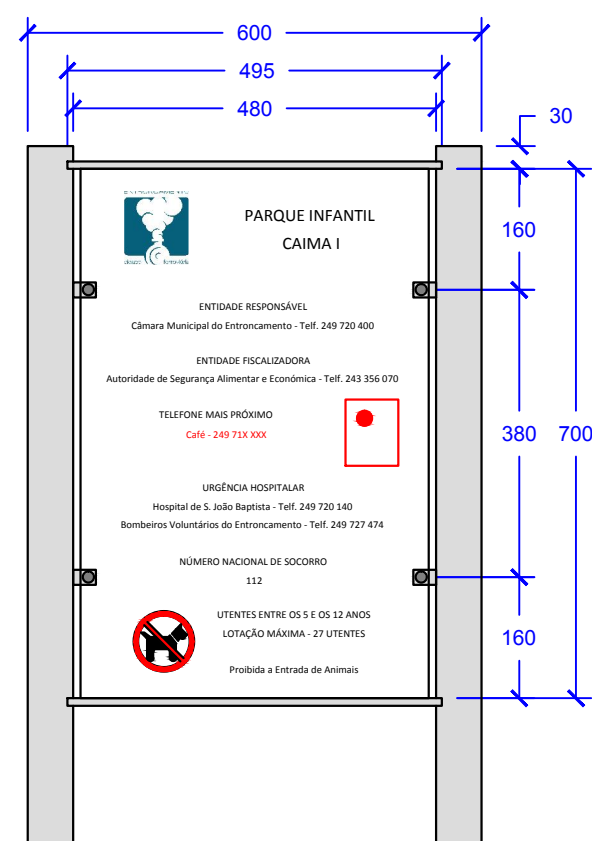 600
495
480
30
PARQUE INFANTIL
CAIMA I
160
ENTIDADE RESPONSÁVEL
Câmara Municipal do Entroncamento - Telf. 249 720 400
ENTIDADE FISCALIZADORA
Autoridade de Segurança Alimentar e Económica - Telf. 243 356 070
TELEFONE MAIS PRÓXIMO
Café - 249 71X XXX
380
700
URGÊNCIA HOSPITALAR
Hospital de S. João Baptista - Telf. 249 720 140
Bombeiros Voluntários do Entroncamento - Telf. 249 727 474
NÚMERO NACIONAL DE SOCORRO
112
UTENTES ENTRE OS 5 E OS 12 ANOS
LOTAÇÃO MÁXIMA - 27 UTENTES
160
Proibida a Entrada de Animais